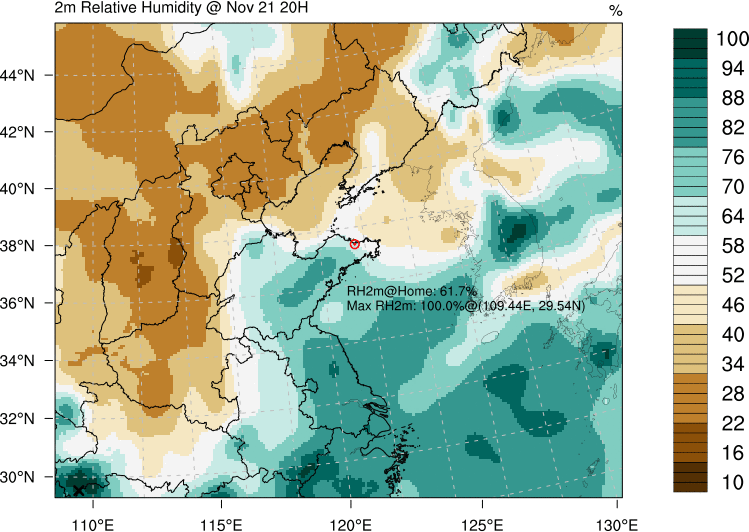 2m Relative Humidity @ Nov 21 20H
%
100
94
88
82
76
70
64
58
52
46
40
34
28
22
16
10
44°N
42°N
40°N
38°N
36°N
34°N
32°N
30°N
RH2m@Home: 61.7%
Max RH2m: 100.0%@(109.44E, 29.54N)
110°E
115°E
120°E
125°E
130°E